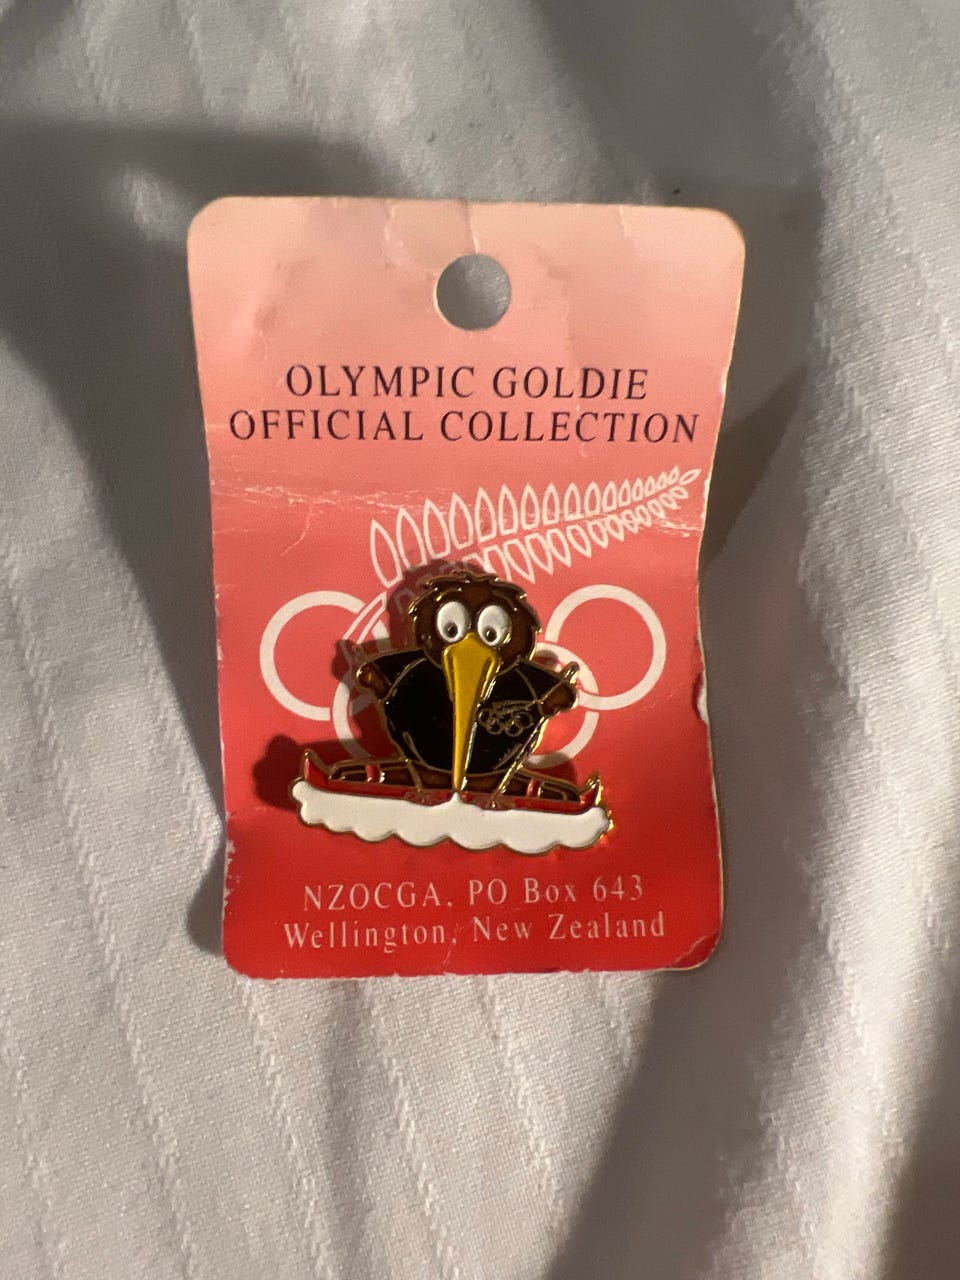 OLYMPIC GOLDIE
OFFICIAL COLLECTION
NZOCGA, PO Box 643
Wellington, New Zealand